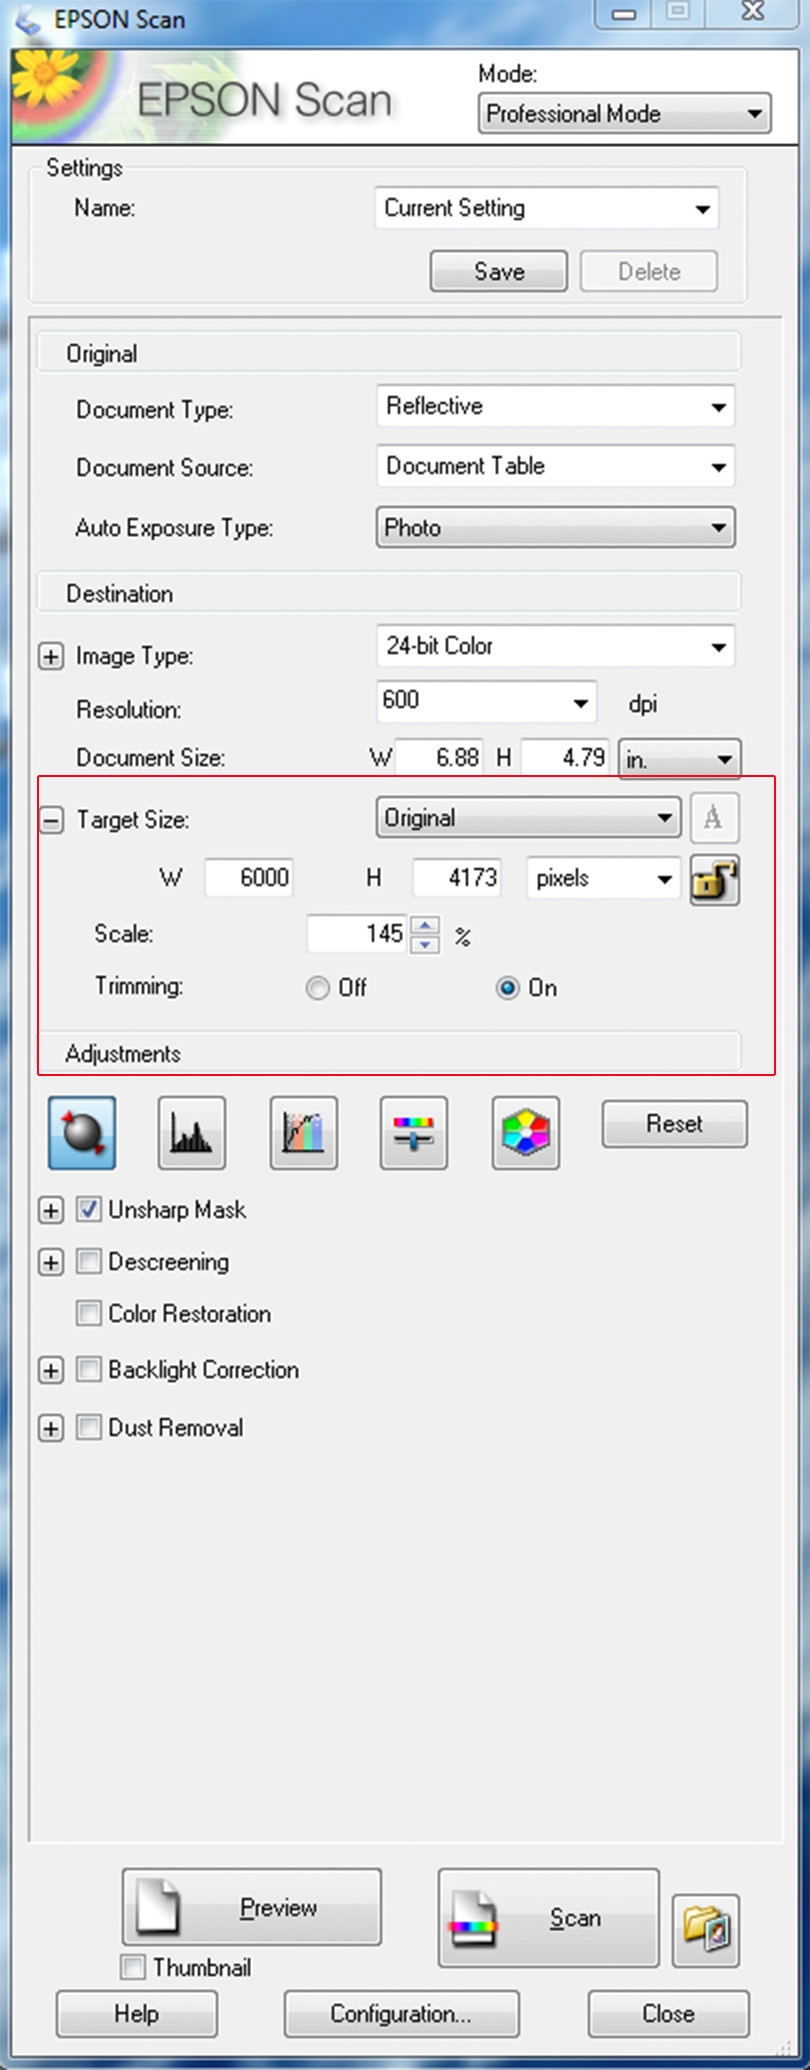 EPSON Scan
EPSON Scan
Mode:
Professional Mode
Settings
Name: Current Setting
Save Delete
Original
Document Type: Reflective
Document Source: Document Table
Auto Exposure Type: Photo
Destination
Image Type: 24-bit Color
Resolution: 600 dpi
Document Size: W 6.88 H 4.79 in.
Target Size: Original A
W 6000 H 4173 pixels
Scale: 145 %
Trimming: Off On
Adjustments
Reset
Unsharp Mask
Descreening
Color Restoration
Backlight Correction
Dust Removal
Preview Scan
Thumbnail
Help Configuration... Close